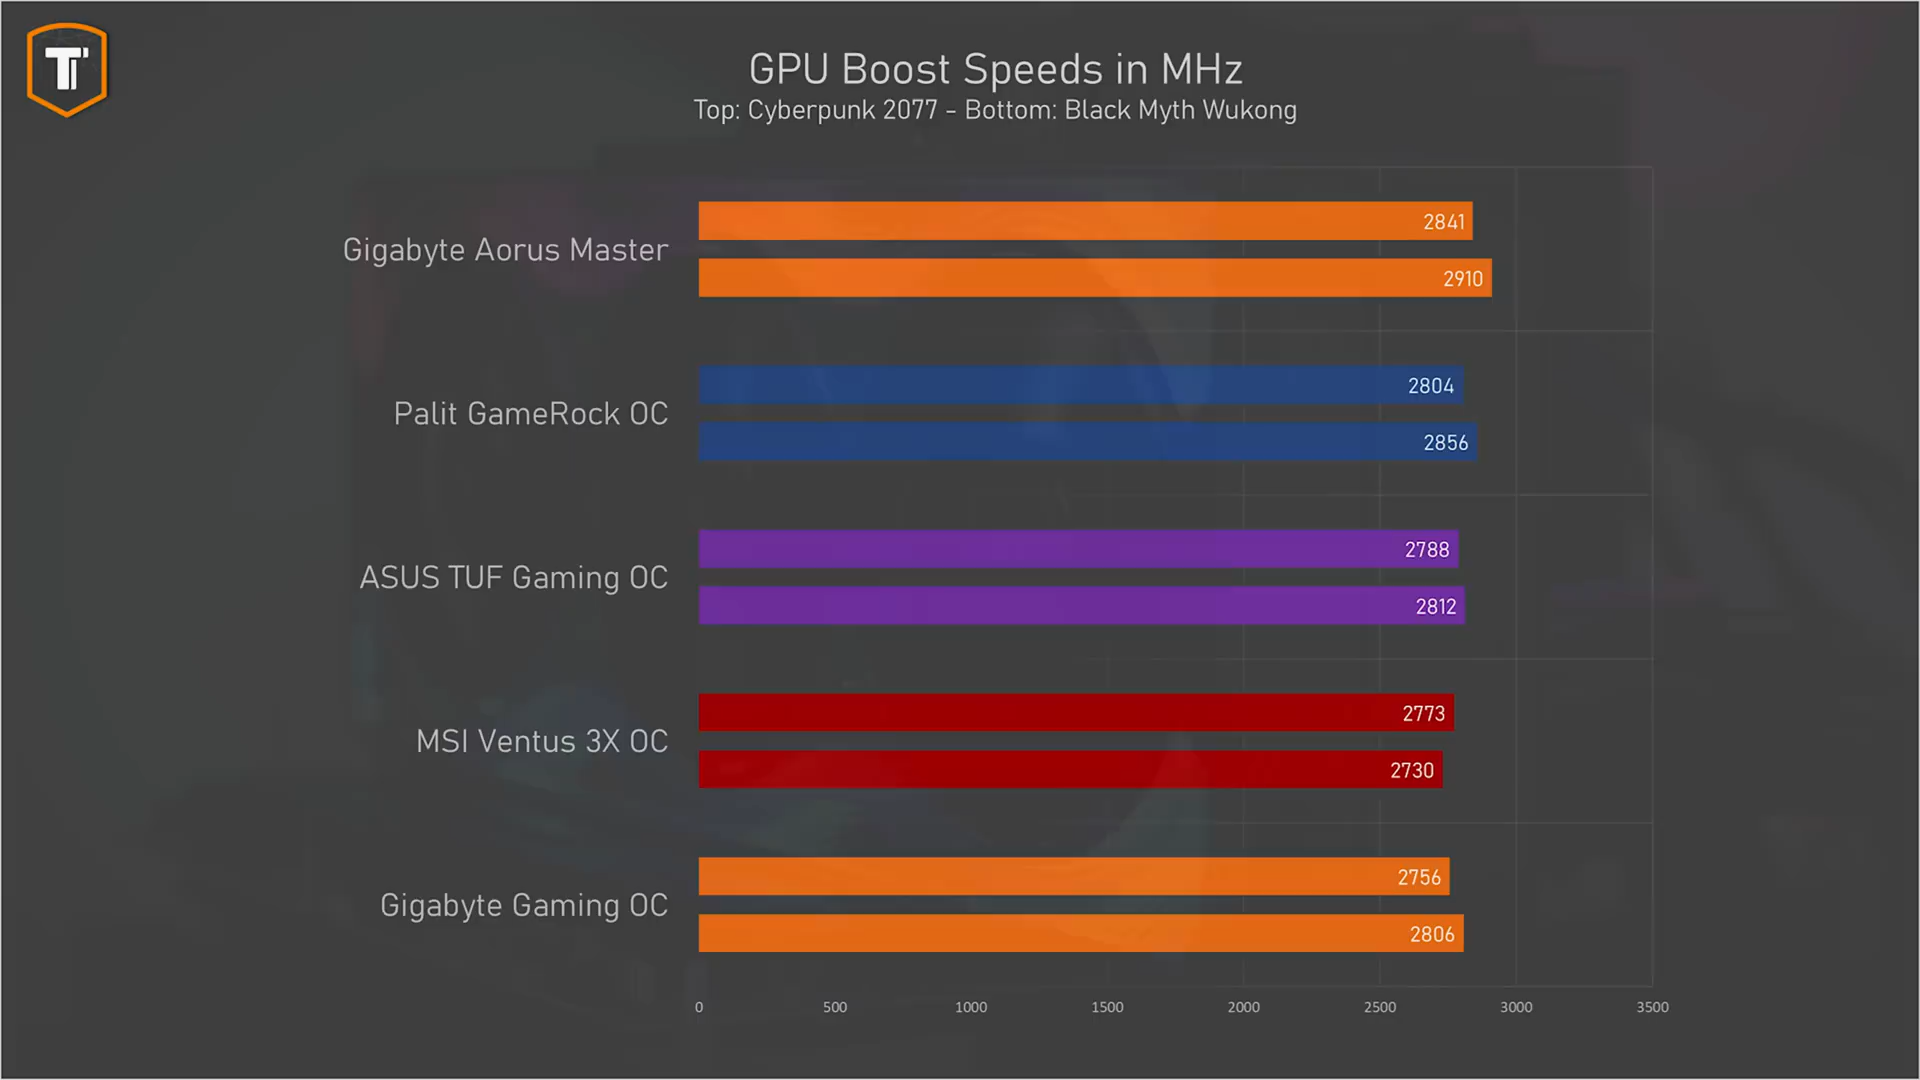 GPU Boost Speeds in MHz
Top: Cyberpunk 2077 - Bottom: Black Myth Wukong
Gigabyte Aorus Master
2841
2910
Palit GameRock OC
2804
2856
ASUS TUF Gaming OC
2788
2812
MSI Ventus 3X OC
2773
2730
Gigabyte Gaming OC
2756
2806
0 500 1000 1500 2000 2500 3000 3500